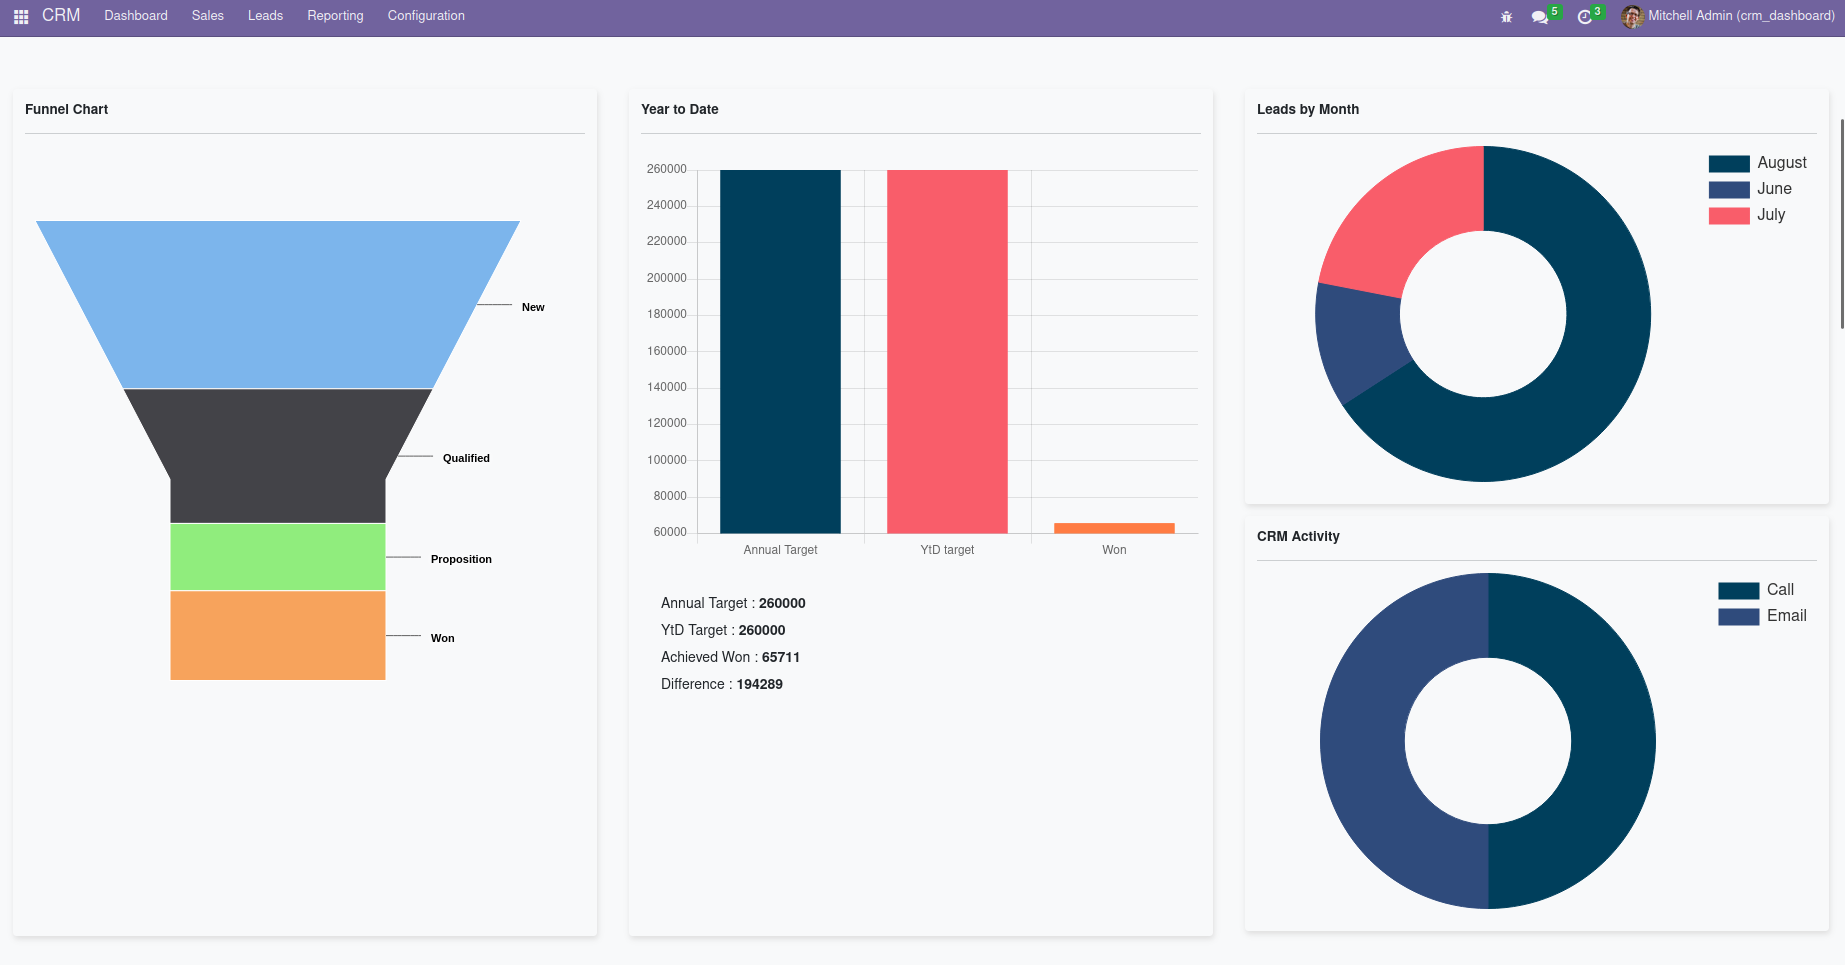 CRM Dashboard Sales Leads Reporting Configuration 5 3 Mitchell Admin (crm_dashboard)
Funnel Chart
New
Qualified
Proposition
Won
Year to Date
260000
240000
220000
200000
180000
160000
140000
120000
100000
80000
60000
Annual Target YtD target Won
Annual Target : 260000
YtD Target : 260000
Achieved Won : 65711
Difference : 194289
Leads by Month
August
June
July
CRM Activity
Call
Email